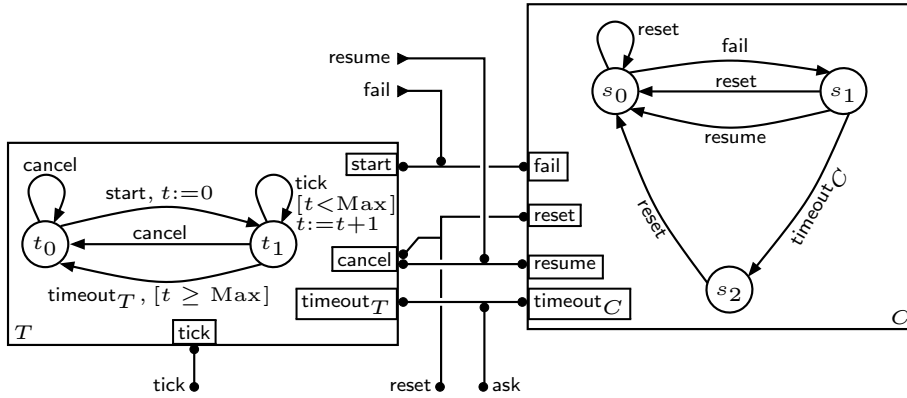 reset
resume
fail
fail
s0
reset
s1
resume
cancel
start
fail
start, t:=0
tick
[t<Max]
t:=t+1
reset
reset
timeoutC
t0
cancel
t1
cancel
resume
s2
timeoutT, [t ≥ Max]
timeoutT
timeoutC
T
tick
C
tick
reset
ask